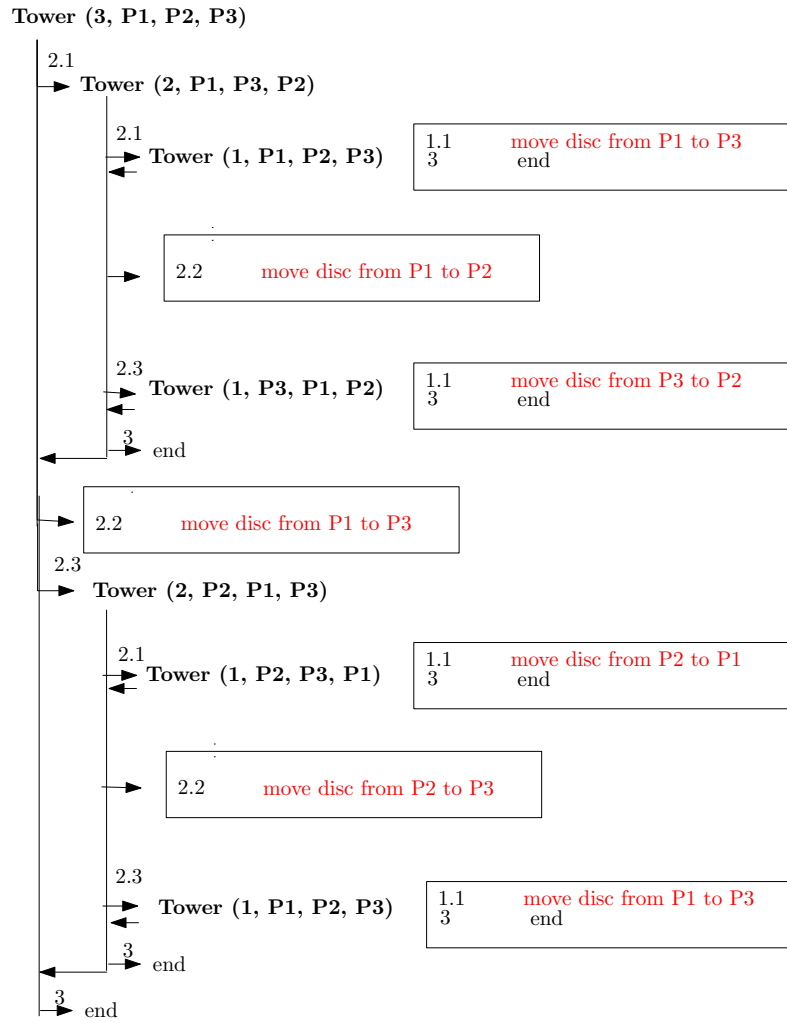 Tower (3, P1, P2, P3)
2.1
Tower (2, P1, P3, P2)
2.1
Tower (1, P1, P2, P3)
1.1 move disc from P1 to P3
3 end
2.2 move disc from P1 to P2
2.3
Tower (1, P3, P1, P2)
1.1 move disc from P3 to P2
3 end
3 end
2.2 move disc from P1 to P3
2.3
Tower (2, P2, P1, P3)
2.1
Tower (1, P2, P3, P1)
1.1 move disc from P2 to P1
3 end
2.2 move disc from P2 to P3
2.3
Tower (1, P1, P2, P3)
1.1 move disc from P1 to P3
3 end
3 end
3 end